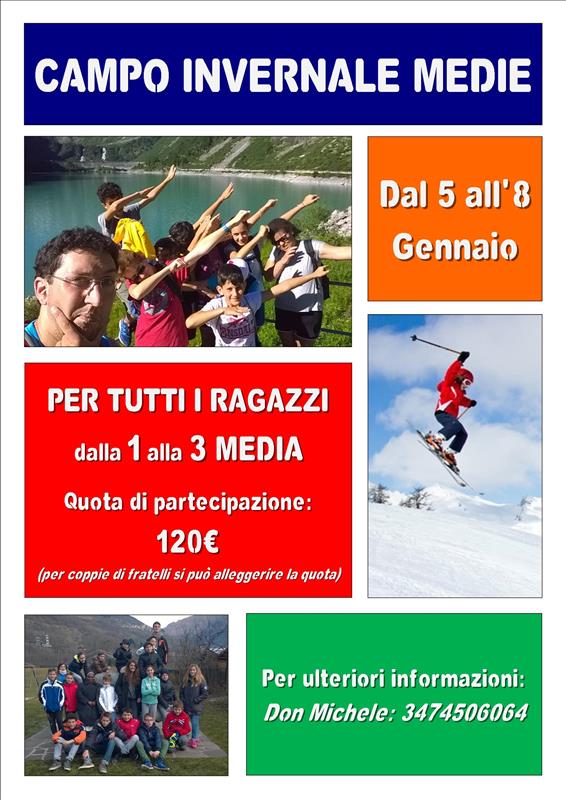 CAMPO INVERNALE MEDIE
Dal 5 all'8
Gennaio
PER TUTTI I RAGAZZI
dalla 1 alla 3 MEDIA
Quota di partecipazione:
120€
(per coppie di fratelli si può alleggerire la quota)
Per ulteriori informazioni:
Don Michele: 3474506064